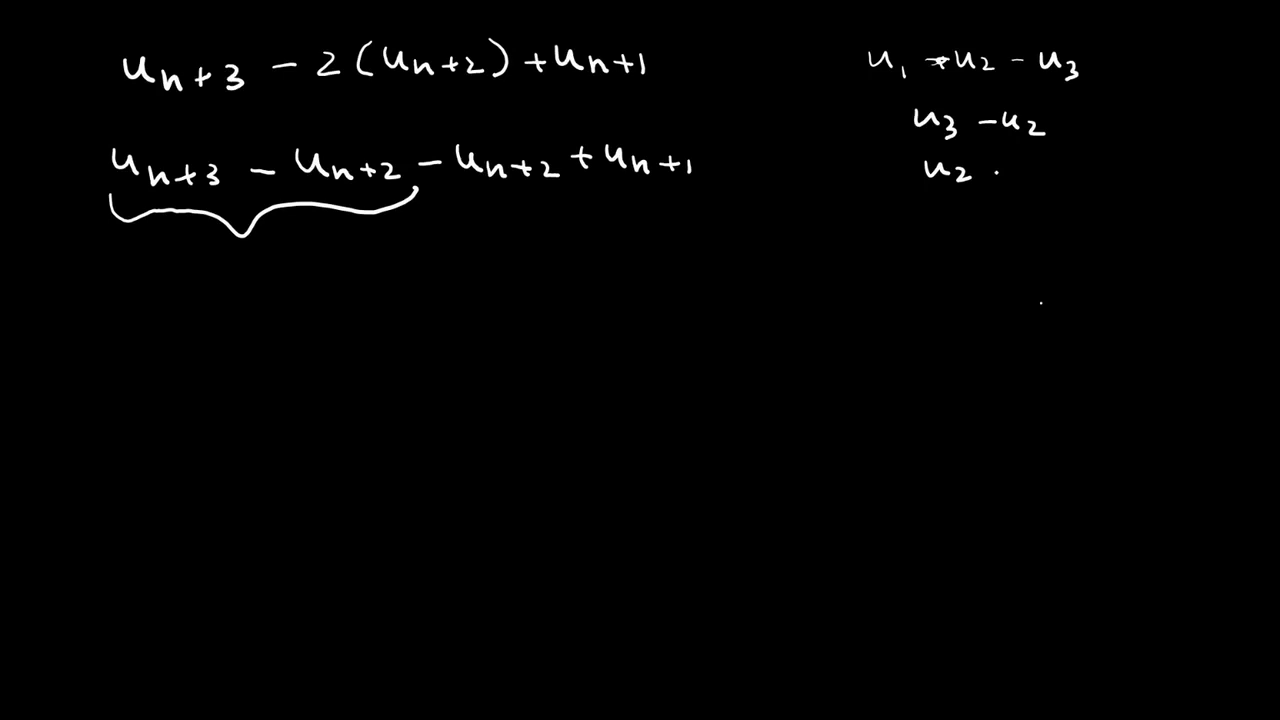 u_{n+3} - 2(u_{n+2}) + u_{n+1}
u_{n+3} - u_{n+2} - u_{n+2} + u_{n+1}
u_1 → u_2 - u_3
u_3 - u_2
u_2 .